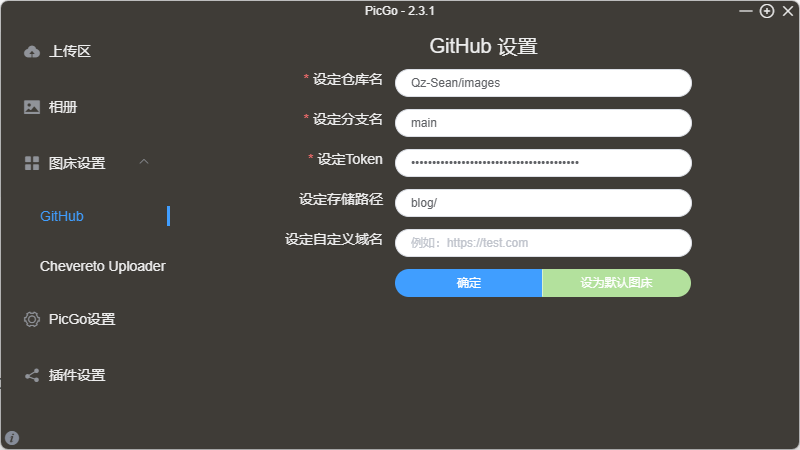 PicGo - 2.3.1
上传区
相册
图床设置
GitHub
Chevereto Uploader
PicGo设置
插件设置
GitHub 设置
* 设定仓库名
Qz-Sean/images
* 设定分支名
main
* 设定Token
••••••••••••••••••••••••••••••••••••••••
设定存储路径
blog/
设定自定义域名
例如：https://test.com
确定
设为默认图床